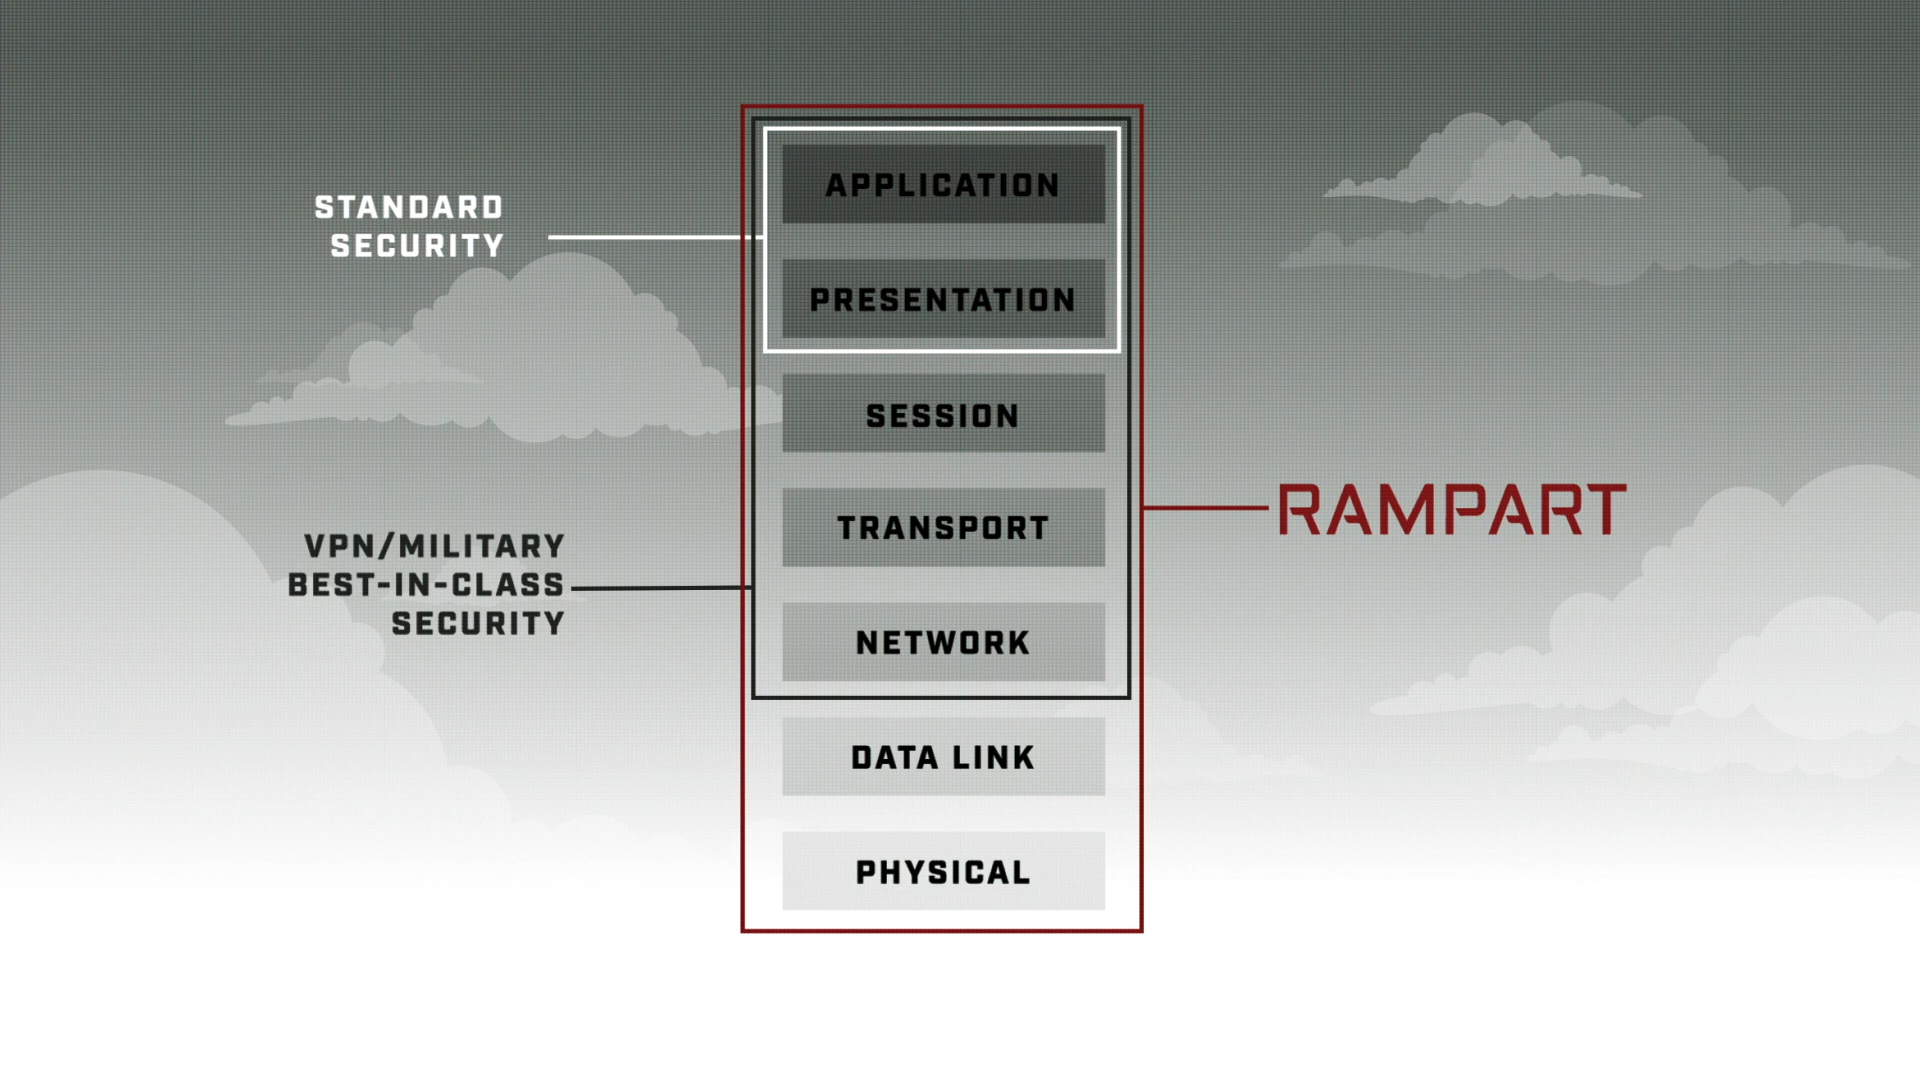 STANDARD
SECURITY
VPN/MILITARY
BEST-IN-CLASS
SECURITY
APPLICATION
PRESENTATION
SESSION
TRANSPORT
NETWORK
DATA LINK
PHYSICAL
RAMPART